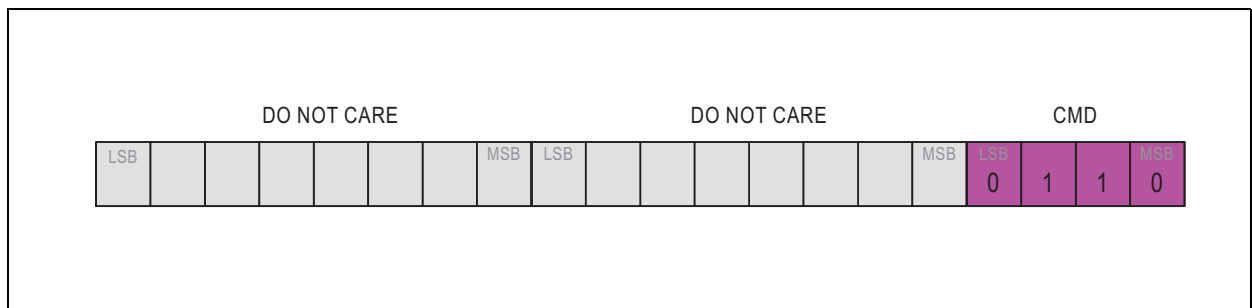 DO NOT CARE DO NOT CARE CMD
LSB MSB LSB MSB LSB MSB
0 1 1 0